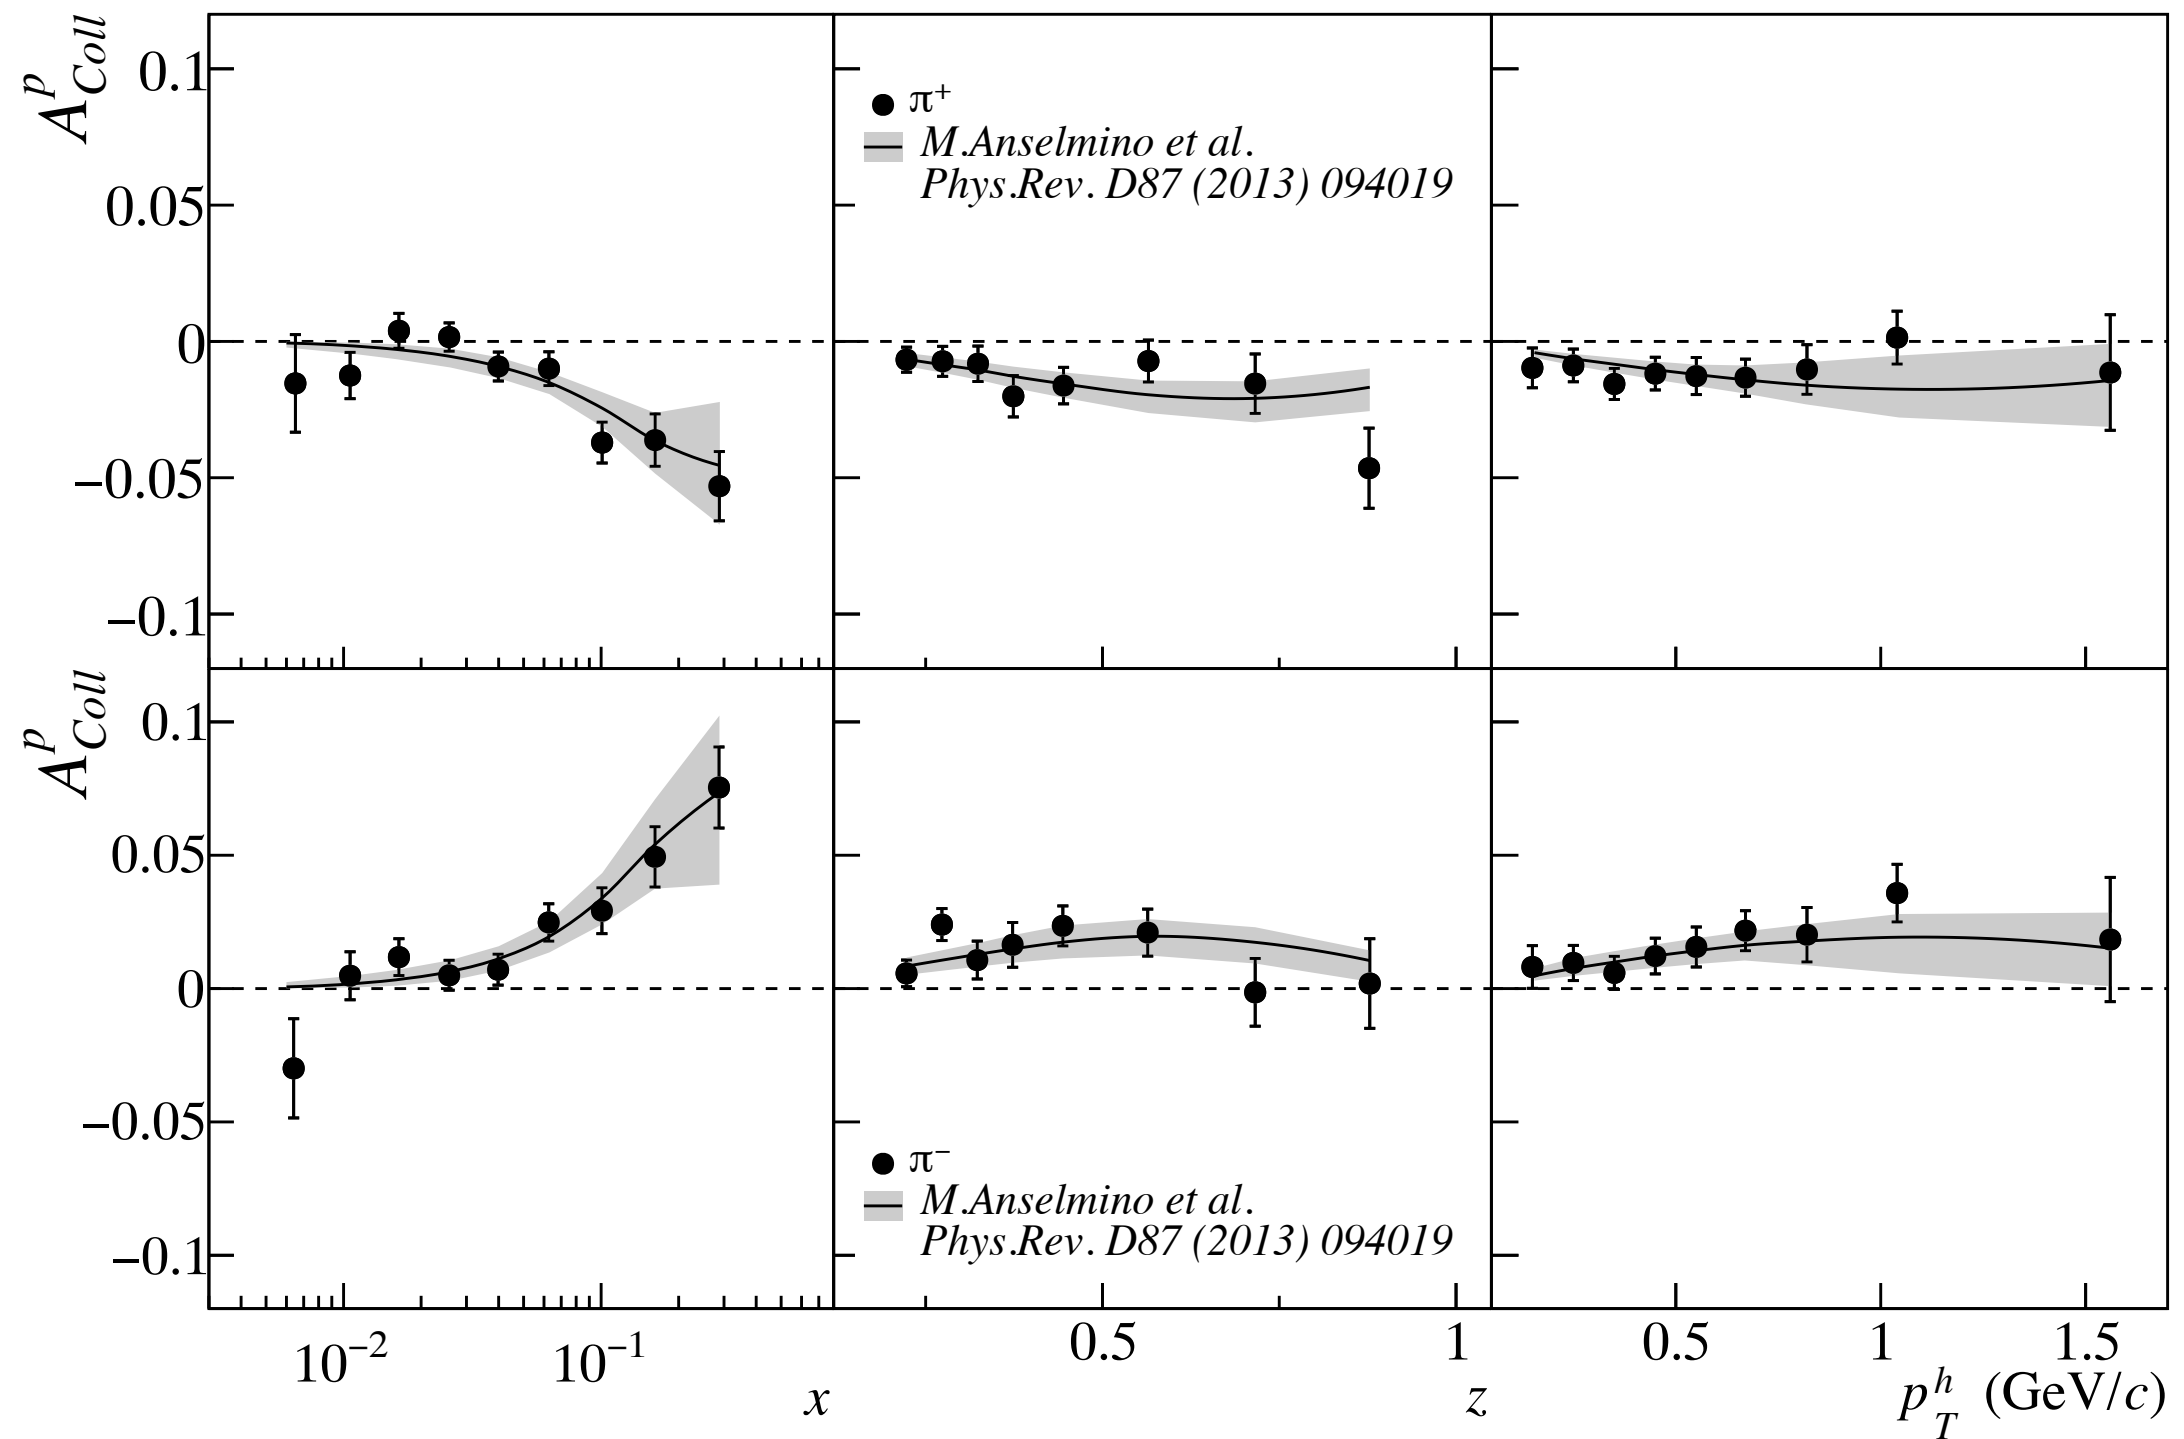 A^p_Coll
0.1
0.05
0
−0.05
−0.1
π⁺
M.Anselmino et al.
Phys.Rev. D87 (2013) 094019
A^p_Coll
0.1
0.05
0
−0.05
−0.1
π⁻
M.Anselmino et al.
Phys.Rev. D87 (2013) 094019
10⁻² 10⁻¹ 0.5 1 0.5 1 1.5
x z p_T^h (GeV/c)